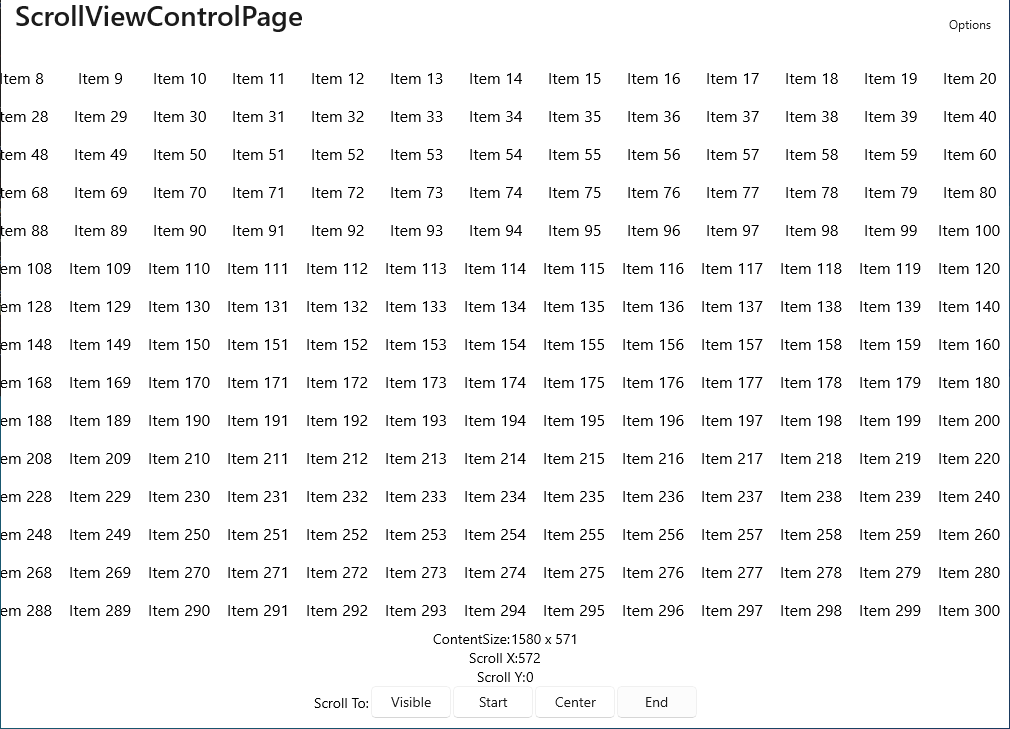 ScrollViewControlPage
Options
Item 8 Item 9 Item 10 Item 11 Item 12 Item 13 Item 14 Item 15 Item 16 Item 17 Item 18 Item 19 Item 20
tem 28 Item 29 Item 30 Item 31 Item 32 Item 33 Item 34 Item 35 Item 36 Item 37 Item 38 Item 39 Item 40
tem 48 Item 49 Item 50 Item 51 Item 52 Item 53 Item 54 Item 55 Item 56 Item 57 Item 58 Item 59 Item 60
tem 68 Item 69 Item 70 Item 71 Item 72 Item 73 Item 74 Item 75 Item 76 Item 77 Item 78 Item 79 Item 80
tem 88 Item 89 Item 90 Item 91 Item 92 Item 93 Item 94 Item 95 Item 96 Item 97 Item 98 Item 99 Item 100
em 108 Item 109 Item 110 Item 111 Item 112 Item 113 Item 114 Item 115 Item 116 Item 117 Item 118 Item 119 Item 120
em 128 Item 129 Item 130 Item 131 Item 132 Item 133 Item 134 Item 135 Item 136 Item 137 Item 138 Item 139 Item 140
em 148 Item 149 Item 150 Item 151 Item 152 Item 153 Item 154 Item 155 Item 156 Item 157 Item 158 Item 159 Item 160
em 168 Item 169 Item 170 Item 171 Item 172 Item 173 Item 174 Item 175 Item 176 Item 177 Item 178 Item 179 Item 180
em 188 Item 189 Item 190 Item 191 Item 192 Item 193 Item 194 Item 195 Item 196 Item 197 Item 198 Item 199 Item 200
em 208 Item 209 Item 210 Item 211 Item 212 Item 213 Item 214 Item 215 Item 216 Item 217 Item 218 Item 219 Item 220
em 228 Item 229 Item 230 Item 231 Item 232 Item 233 Item 234 Item 235 Item 236 Item 237 Item 238 Item 239 Item 240
em 248 Item 249 Item 250 Item 251 Item 252 Item 253 Item 254 Item 255 Item 256 Item 257 Item 258 Item 259 Item 260
em 268 Item 269 Item 270 Item 271 Item 272 Item 273 Item 274 Item 275 Item 276 Item 277 Item 278 Item 279 Item 280
em 288 Item 289 Item 290 Item 291 Item 292 Item 293 Item 294 Item 295 Item 296 Item 297 Item 298 Item 299 Item 300
ContentSize:1580 x 571
Scroll X:572
Scroll Y:0
Scroll To: Visible Start Center End